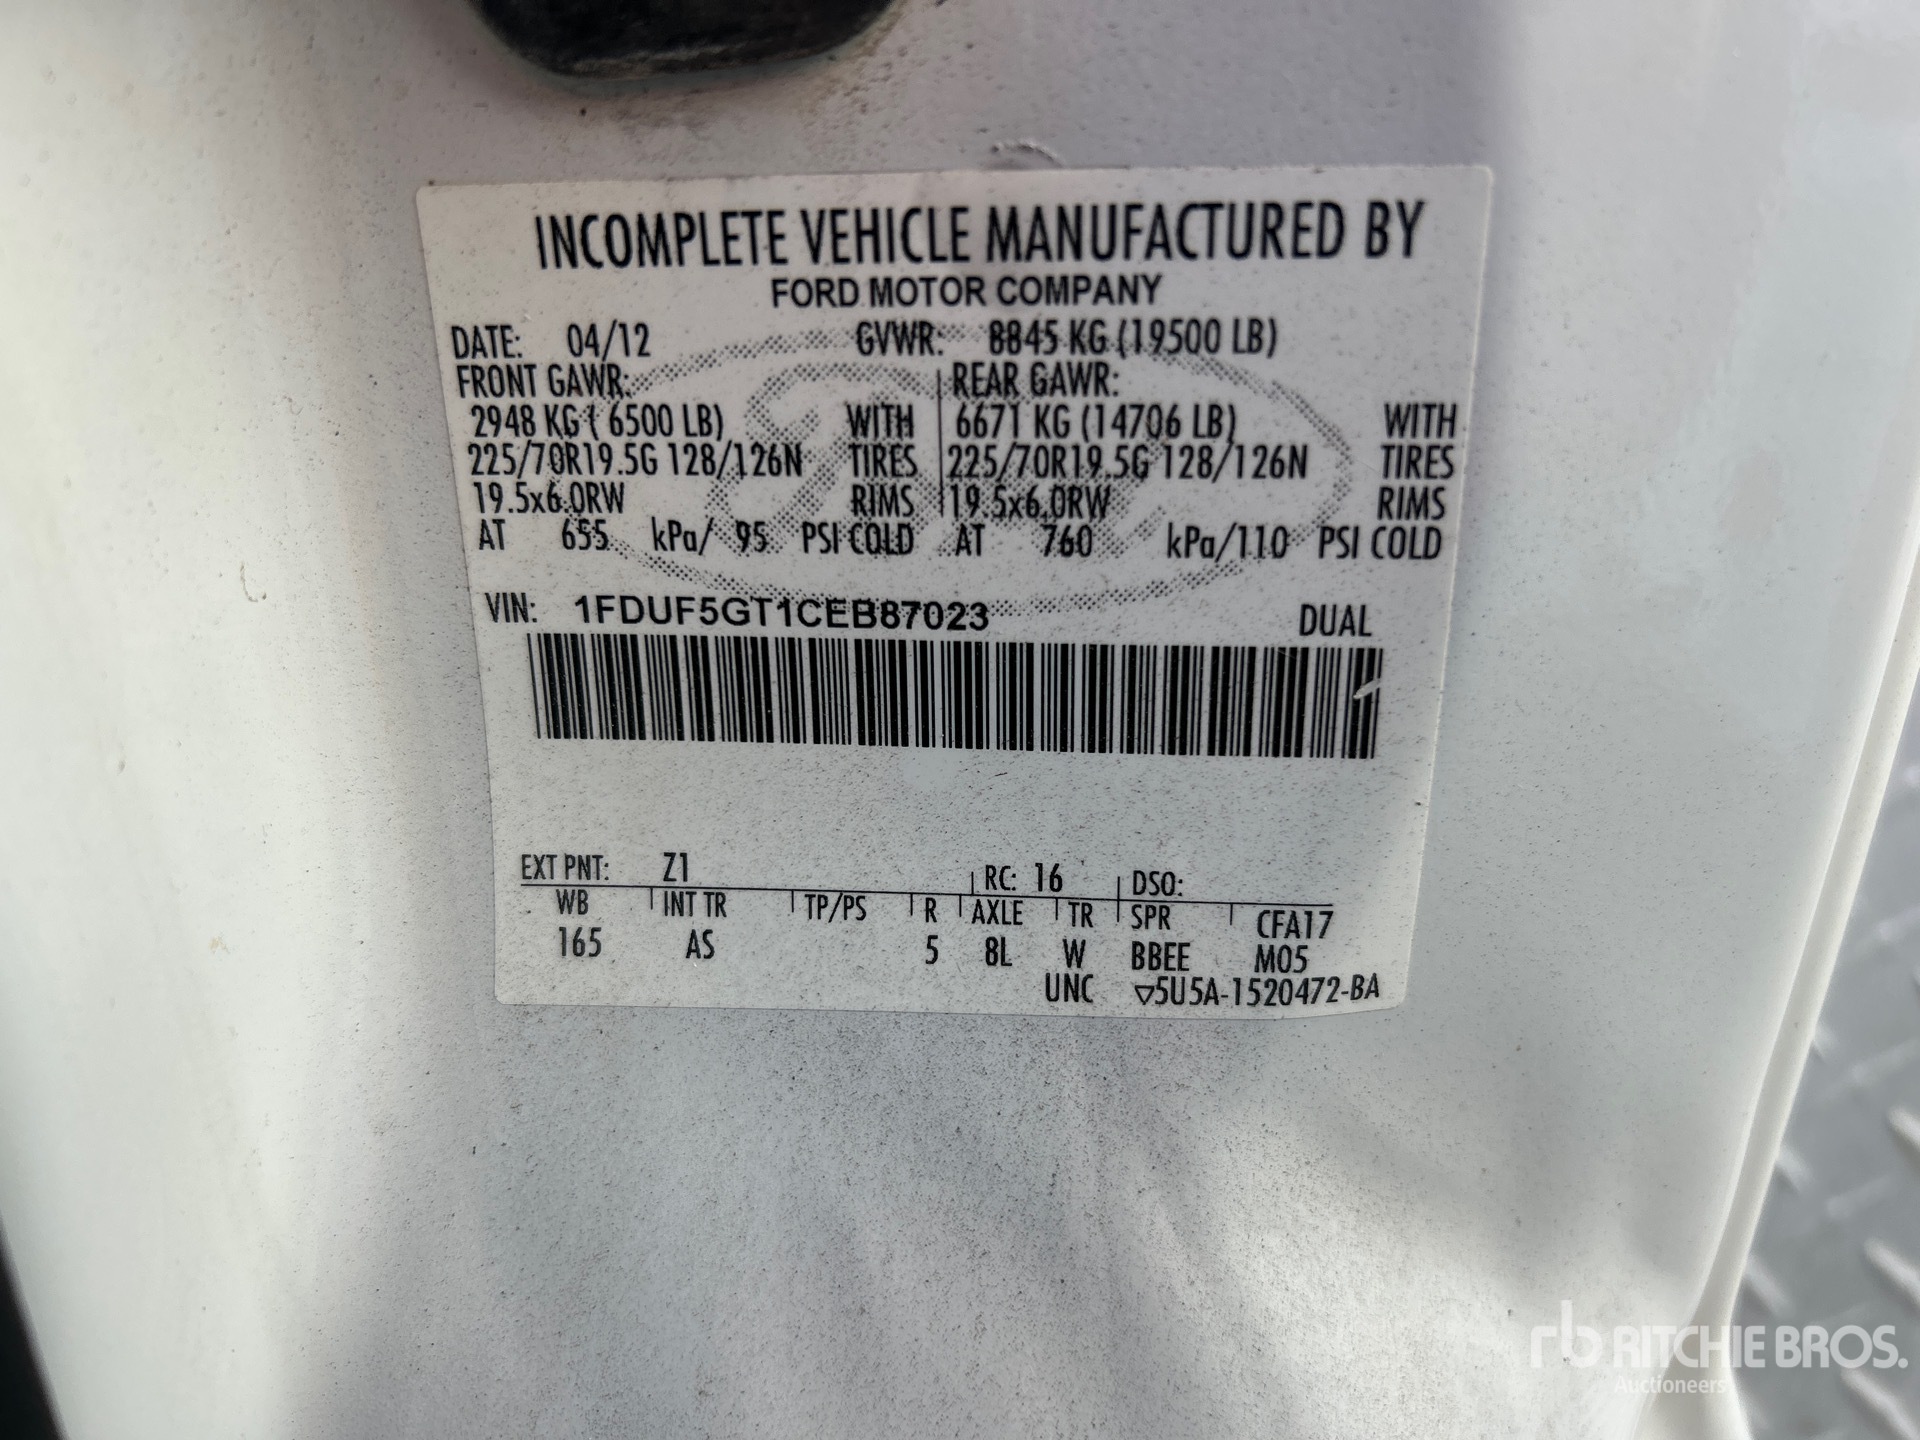 INCOMPLETE VEHICLE MANUFACTURED BY
FORD MOTOR COMPANY
DATE: 04/12 GVWR: 8845 KG (19500 LB)
FRONT GAWR: REAR GAWR:
2948 KG ( 6500 LB) WITH 6671 KG (14706 LB) WITH
225/70R19.5G 128/126N TIRES 225/70R19.5G 128/126N TIRES
19.5x6.0RW RIMS 19.5x6.0RW RIMS
AT 655 kPa/ 95 PSI COLD AT 760 kPa/110 PSI COLD
VIN: 1FDUF5GT1CEB87023 DUAL
EXT PNT: Z1 RC: 16 DSO:
WB INT TR TP/PS R AXLE TR SPR CFA17
165 AS 5 8L W BBEE M05
UNC ▽5U5A-1520472-BA
rb RITCHIE BROS.
Auctioneers